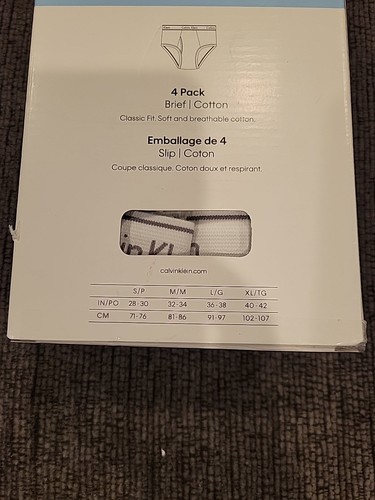 4 Pack
Brief | Cotton
Classic Fit. Soft and breathable cotton.
Emballage de 4
Slip | Coton
Coupe classique. Coton doux et respirant.
in Kl n
calvinklein.com
S/P M/M L/G XL/TG
IN/PO 28-30 32-34 36-38 40-42
CM 71-76 81-86 91-97 102-107